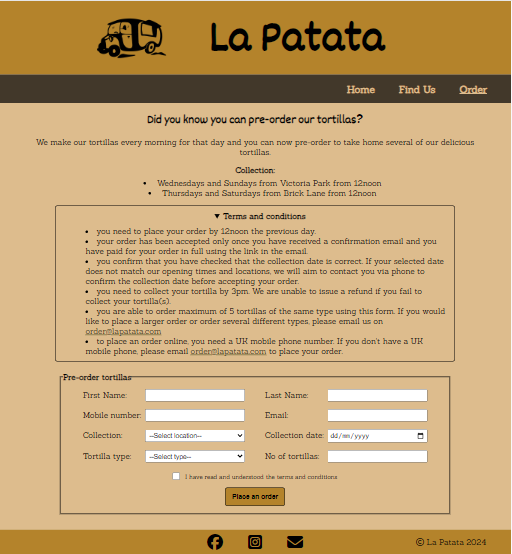 La Patata
Home Find Us Order
Did you know you can pre-order our tortillas?
We make our tortillas every morning for that day and you can now pre-order to take home several of our delicious
tortillas.
Collection:
• Wednesdays and Sundays from Victoria Park from 12noon
• Thursdays and Saturdays from Brick Lane from 12noon
▼ Terms and conditions
• you need to place your order by 12noon the previous day.
• your order has been accepted only once you have received a confirmation email and you
have paid for your order in full using the link in the email.
• you confirm that you have checked that the collection date is correct. If your selected
date does not match our opening times and locations, we will aim to contact you via phone to
confirm the collection date before accepting your order.
• you need to collect your tortilla by 3pm. We are unable to issue a refund if you fail to
collect your tortilla(s).
• you are able to order maximum of 5 tortillas of the same type using this form. If you would
like to place a larger order or order several different types, please email us on
order@lapatata.com
• to place an order online, you need a UK mobile phone number. If you don't have a UK
mobile phone, please email order@lapatata.com to place your order.
Pre-order tortillas
First Name: Last Name:
Mobile number: Email:
Collection: --Select location-- Collection date: dd/mm/yyyy
Tortilla type: --Select type-- No of tortillas:
I have read and understood the terms and conditions
Place an order
© La Patata 2024